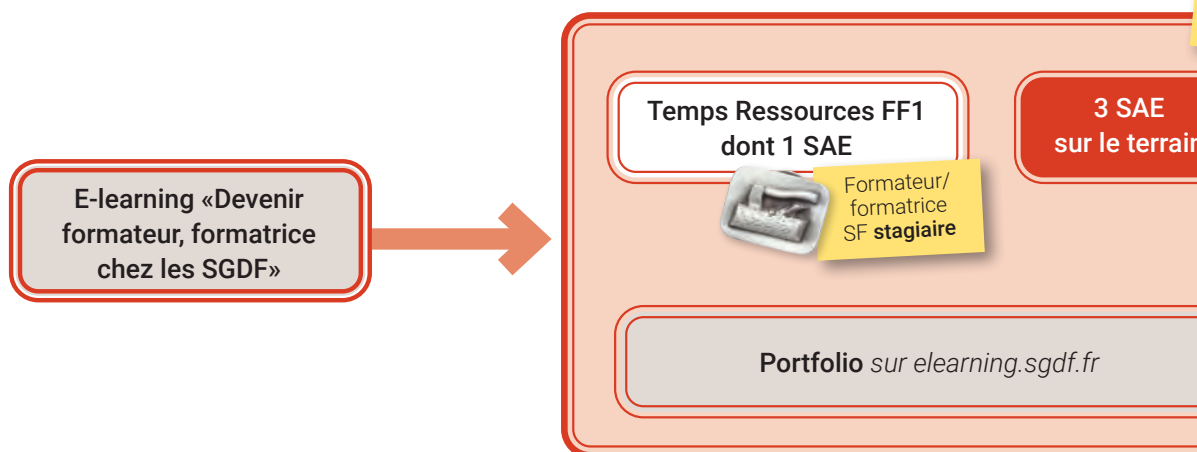 E-learning «Devenir
formateur, formatrice
chez les SGDF»
Temps Ressources FF1
dont 1 SAE
Formateur/
formatrice
SF stagiaire
3 SAE
sur le terrain
Portfolio sur elearning.sgdf.fr